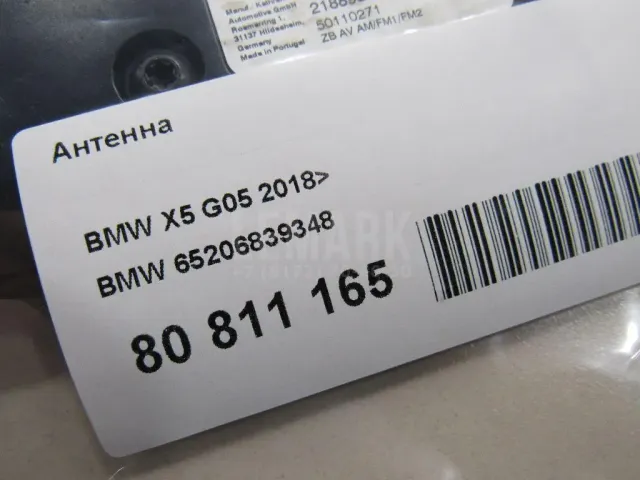 Automotive GmbH
31137 Hildesheim,
Germany
Made in Portugal
50110271
ZB AV AM/FM1/FM2
Антенна
BMW X5 G05 2018>
BMW 65206839348
80 811 165